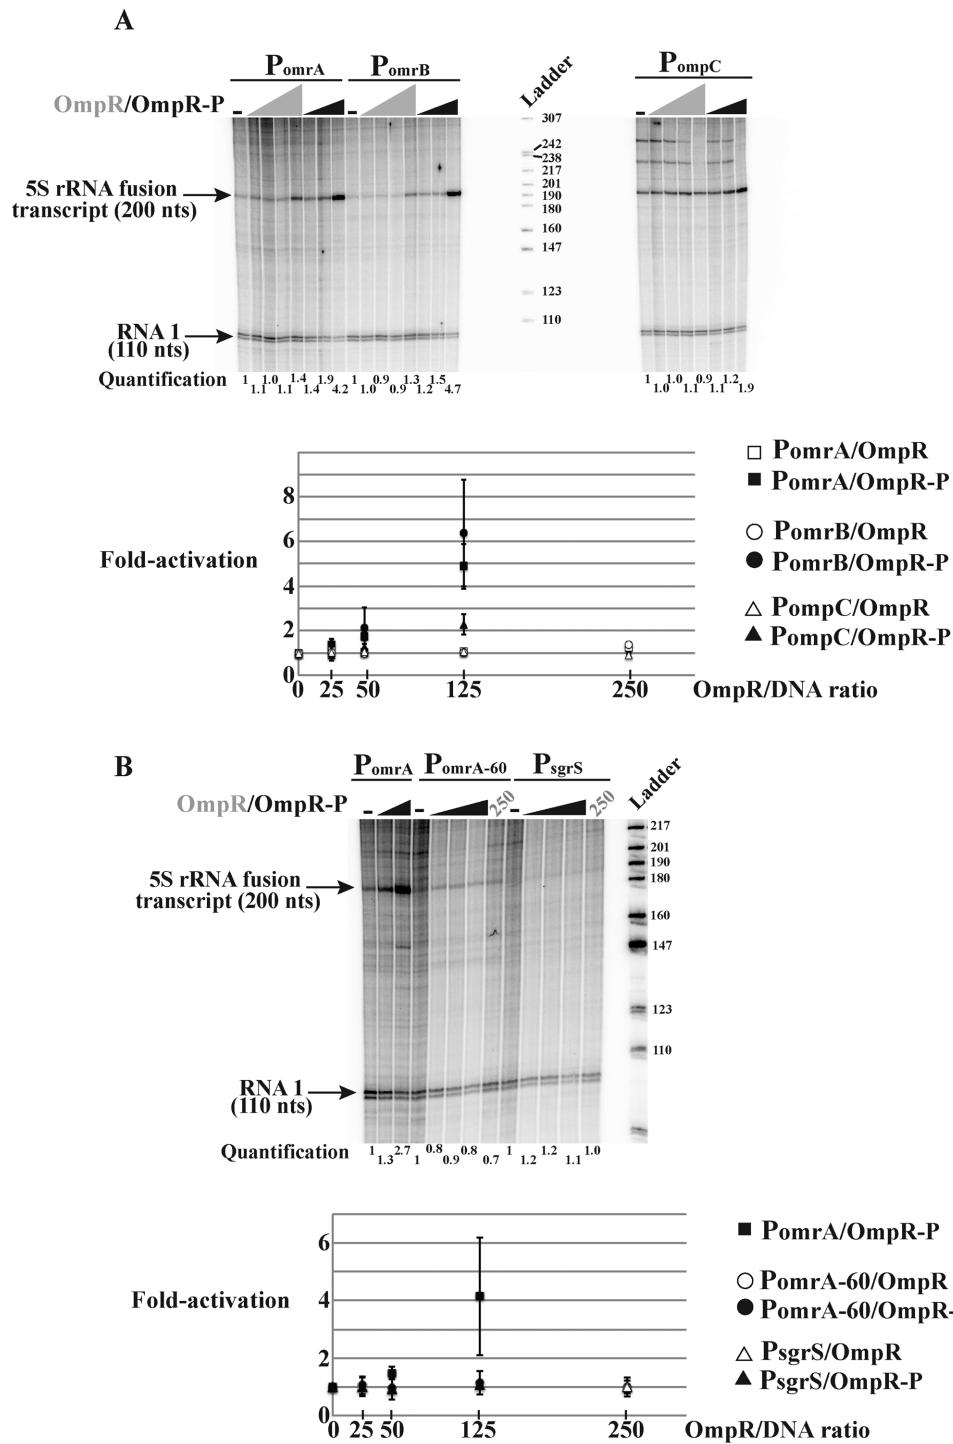 A
PomrA PomrB Ladder PompC
OmpR/OmpR-P - - -
307
242
238
217
201
190
180
160
147
123
110
5S rRNA fusion
transcript (200 nts)
RNA 1
(110 nts)
Quantification 1 1.1 1.0 1.1 1.4 1.4 1.9 4.2 1 1.0 0.9 0.9 1.3 1.2 1.5 4.7 1 1.0 1.0 1.1 0.9 1.1 1.2 1.9
Fold-activation
8
6
4
2
0
0 25 50 125 250 OmpR/DNA ratio
PomrA/OmpR
PomrA/OmpR-P
PomrB/OmpR
PomrB/OmpR-P
PompC/OmpR
PompC/OmpR-P
B
PomrA PomrA-60 PsgrS Ladder
OmpR/OmpR-P - - 250 - 250
217
201
190
180
160
147
123
110
5S rRNA fusion
transcript (200 nts)
RNA 1
(110 nts)
Quantification 1 1.3 2.7 1 0.8 0.9 0.8 0.7 1 1.2 1.2 1.1 1.0
Fold-activation
6
4
2
0
0 25 50 125 250 OmpR/DNA ratio
PomrA/OmpR-P
PomrA-60/OmpR
PomrA-60/OmpR-
PsgrS/OmpR
PsgrS/OmpR-P